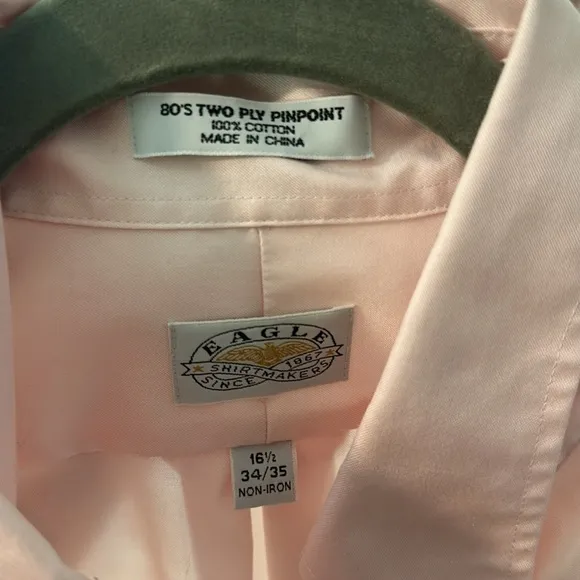 80'S TWO PLY PINPOINT
100% COTTON
MADE IN CHINA
EAGLE
SHIRTMAKERS
SINCE 1867
16½
34/35
NON-IRON